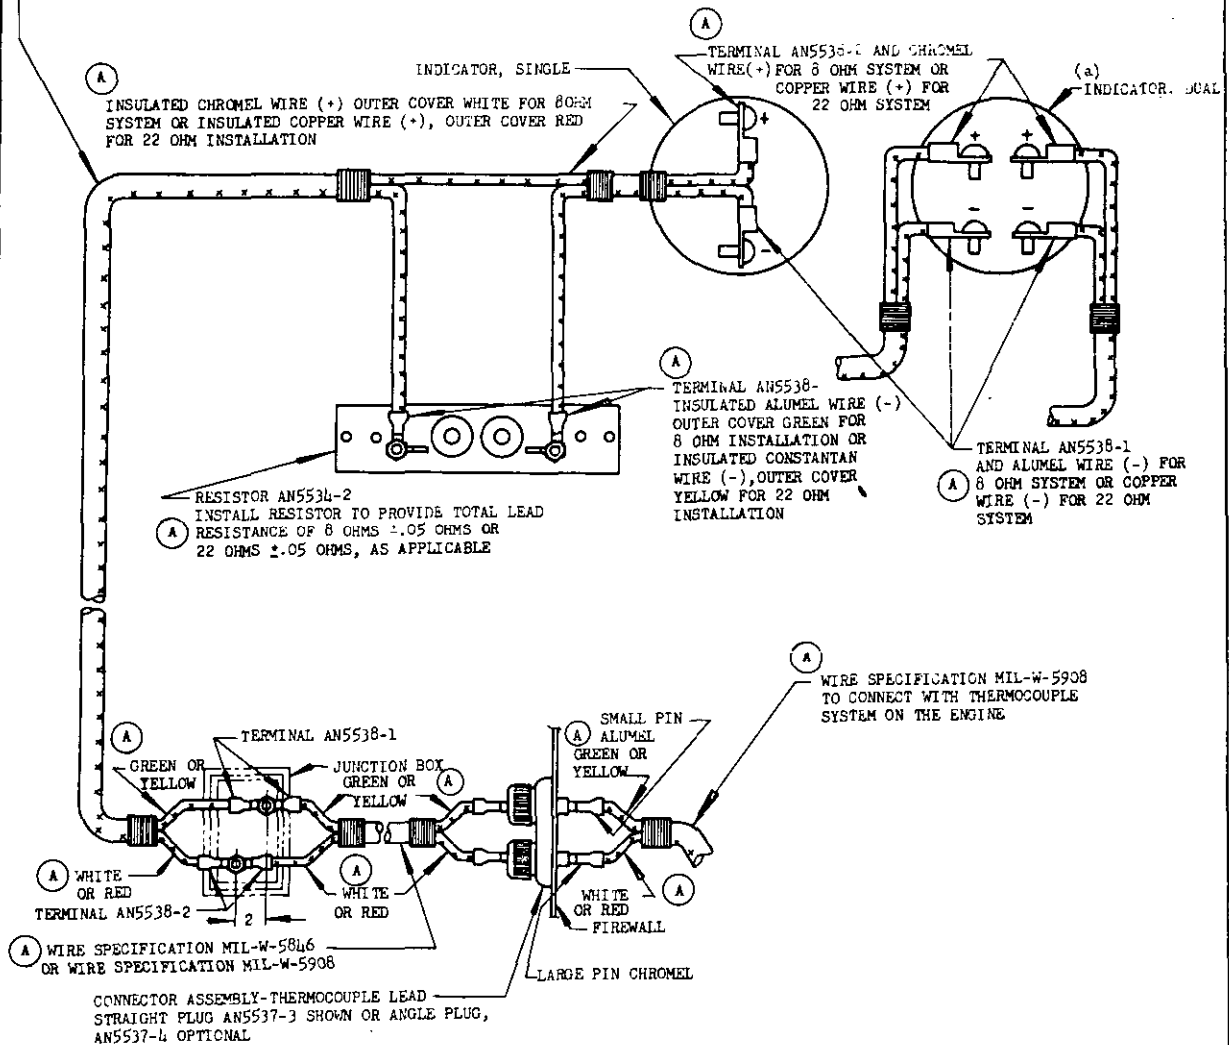 A
TERMINAL AN5538-2 AND CHROMEL
WIRE(+) FOR 8 OHM SYSTEM OR
COPPER WIRE (+) FOR
22 OHM SYSTEM
INDICATOR, SINGLE
(a)
INDICATOR. DUAL
A
INSULATED CHROMEL WIRE (+) OUTER COVER WHITE FOR 8OHM
SYSTEM OR INSULATED COPPER WIRE (+), OUTER COVER RED
FOR 22 OHM INSTALLATION
+
-
+ +
- -
A
TERMINAL AN5538-
INSULATED ALUMEL WIRE (-)
OUTER COVER GREEN FOR
8 OHM INSTALLATION OR
INSULATED CONSTANTAN
WIRE (-),OUTER COVER
YELLOW FOR 22 OHM
INSTALLATION
TERMINAL AN5538-1
AND ALUMEL WIRE (-) FOR
A 8 OHM SYSTEM OR COPPER
WIRE (-) FOR 22 OHM
SYSTEM
RESISTOR AN5534-2
INSTALL RESISTOR TO PROVIDE TOTAL LEAD
A RESISTANCE OF 8 OHMS ±.05 OHMS OR
22 OHMS ±.05 OHMS, AS APPLICABLE
A
WIRE SPECIFICATION MIL-W-5908
TO CONNECT WITH THERMOCOUPLE
SYSTEM ON THE ENGINE
A
GREEN OR
YELLOW
TERMINAL AN5538-1
JUNCTION BOX
GREEN OR
YELLOW
A
SMALL PIN
A ALUMEL
GREEN OR
YELLOW
A WHITE
OR RED
TERMINAL AN5538-2
2
A
WHITE
OR RED
WHITE
OR RED
A
FIREWALL
A WIRE SPECIFICATION MIL-W-5846
OR WIRE SPECIFICATION MIL-W-5908
LARGE PIN CHROMEL
CONNECTOR ASSEMBLY-THERMOCOUPLE LEAD
STRAIGHT PLUG AN5537-3 SHOWN OR ANGLE PLUG,
AN5537-4 OPTIONAL